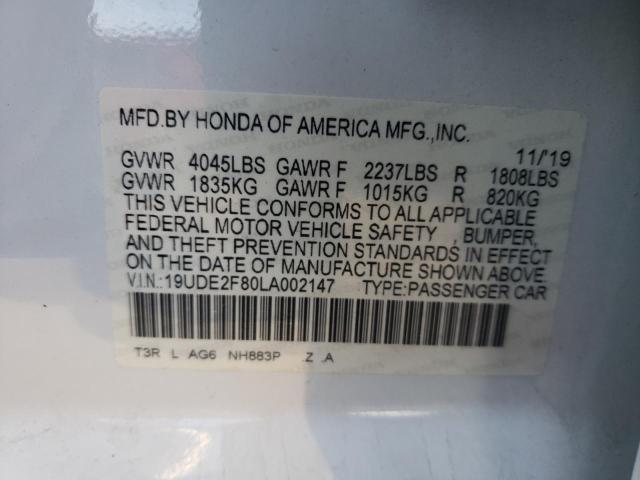 MFD.BY HONDA OF AMERICA MFG.,INC.
11/'19
GVWR 4045LBS GAWR F 2237LBS R 1808LBS
GVWR 1835KG GAWR F 1015KG R 820KG
THIS VEHICLE CONFORMS TO ALL APPLICABLE
FEDERAL MOTOR VEHICLE SAFETY , BUMPER,
AND THEFT PREVENTION STANDARDS IN EFFECT
ON THE DATE OF MANUFACTURE SHOWN ABOVE.
V.I.N.: 19UDE2F80LA002147 TYPE:PASSENGER CAR
T3R L AG6 NH883P .Z .A